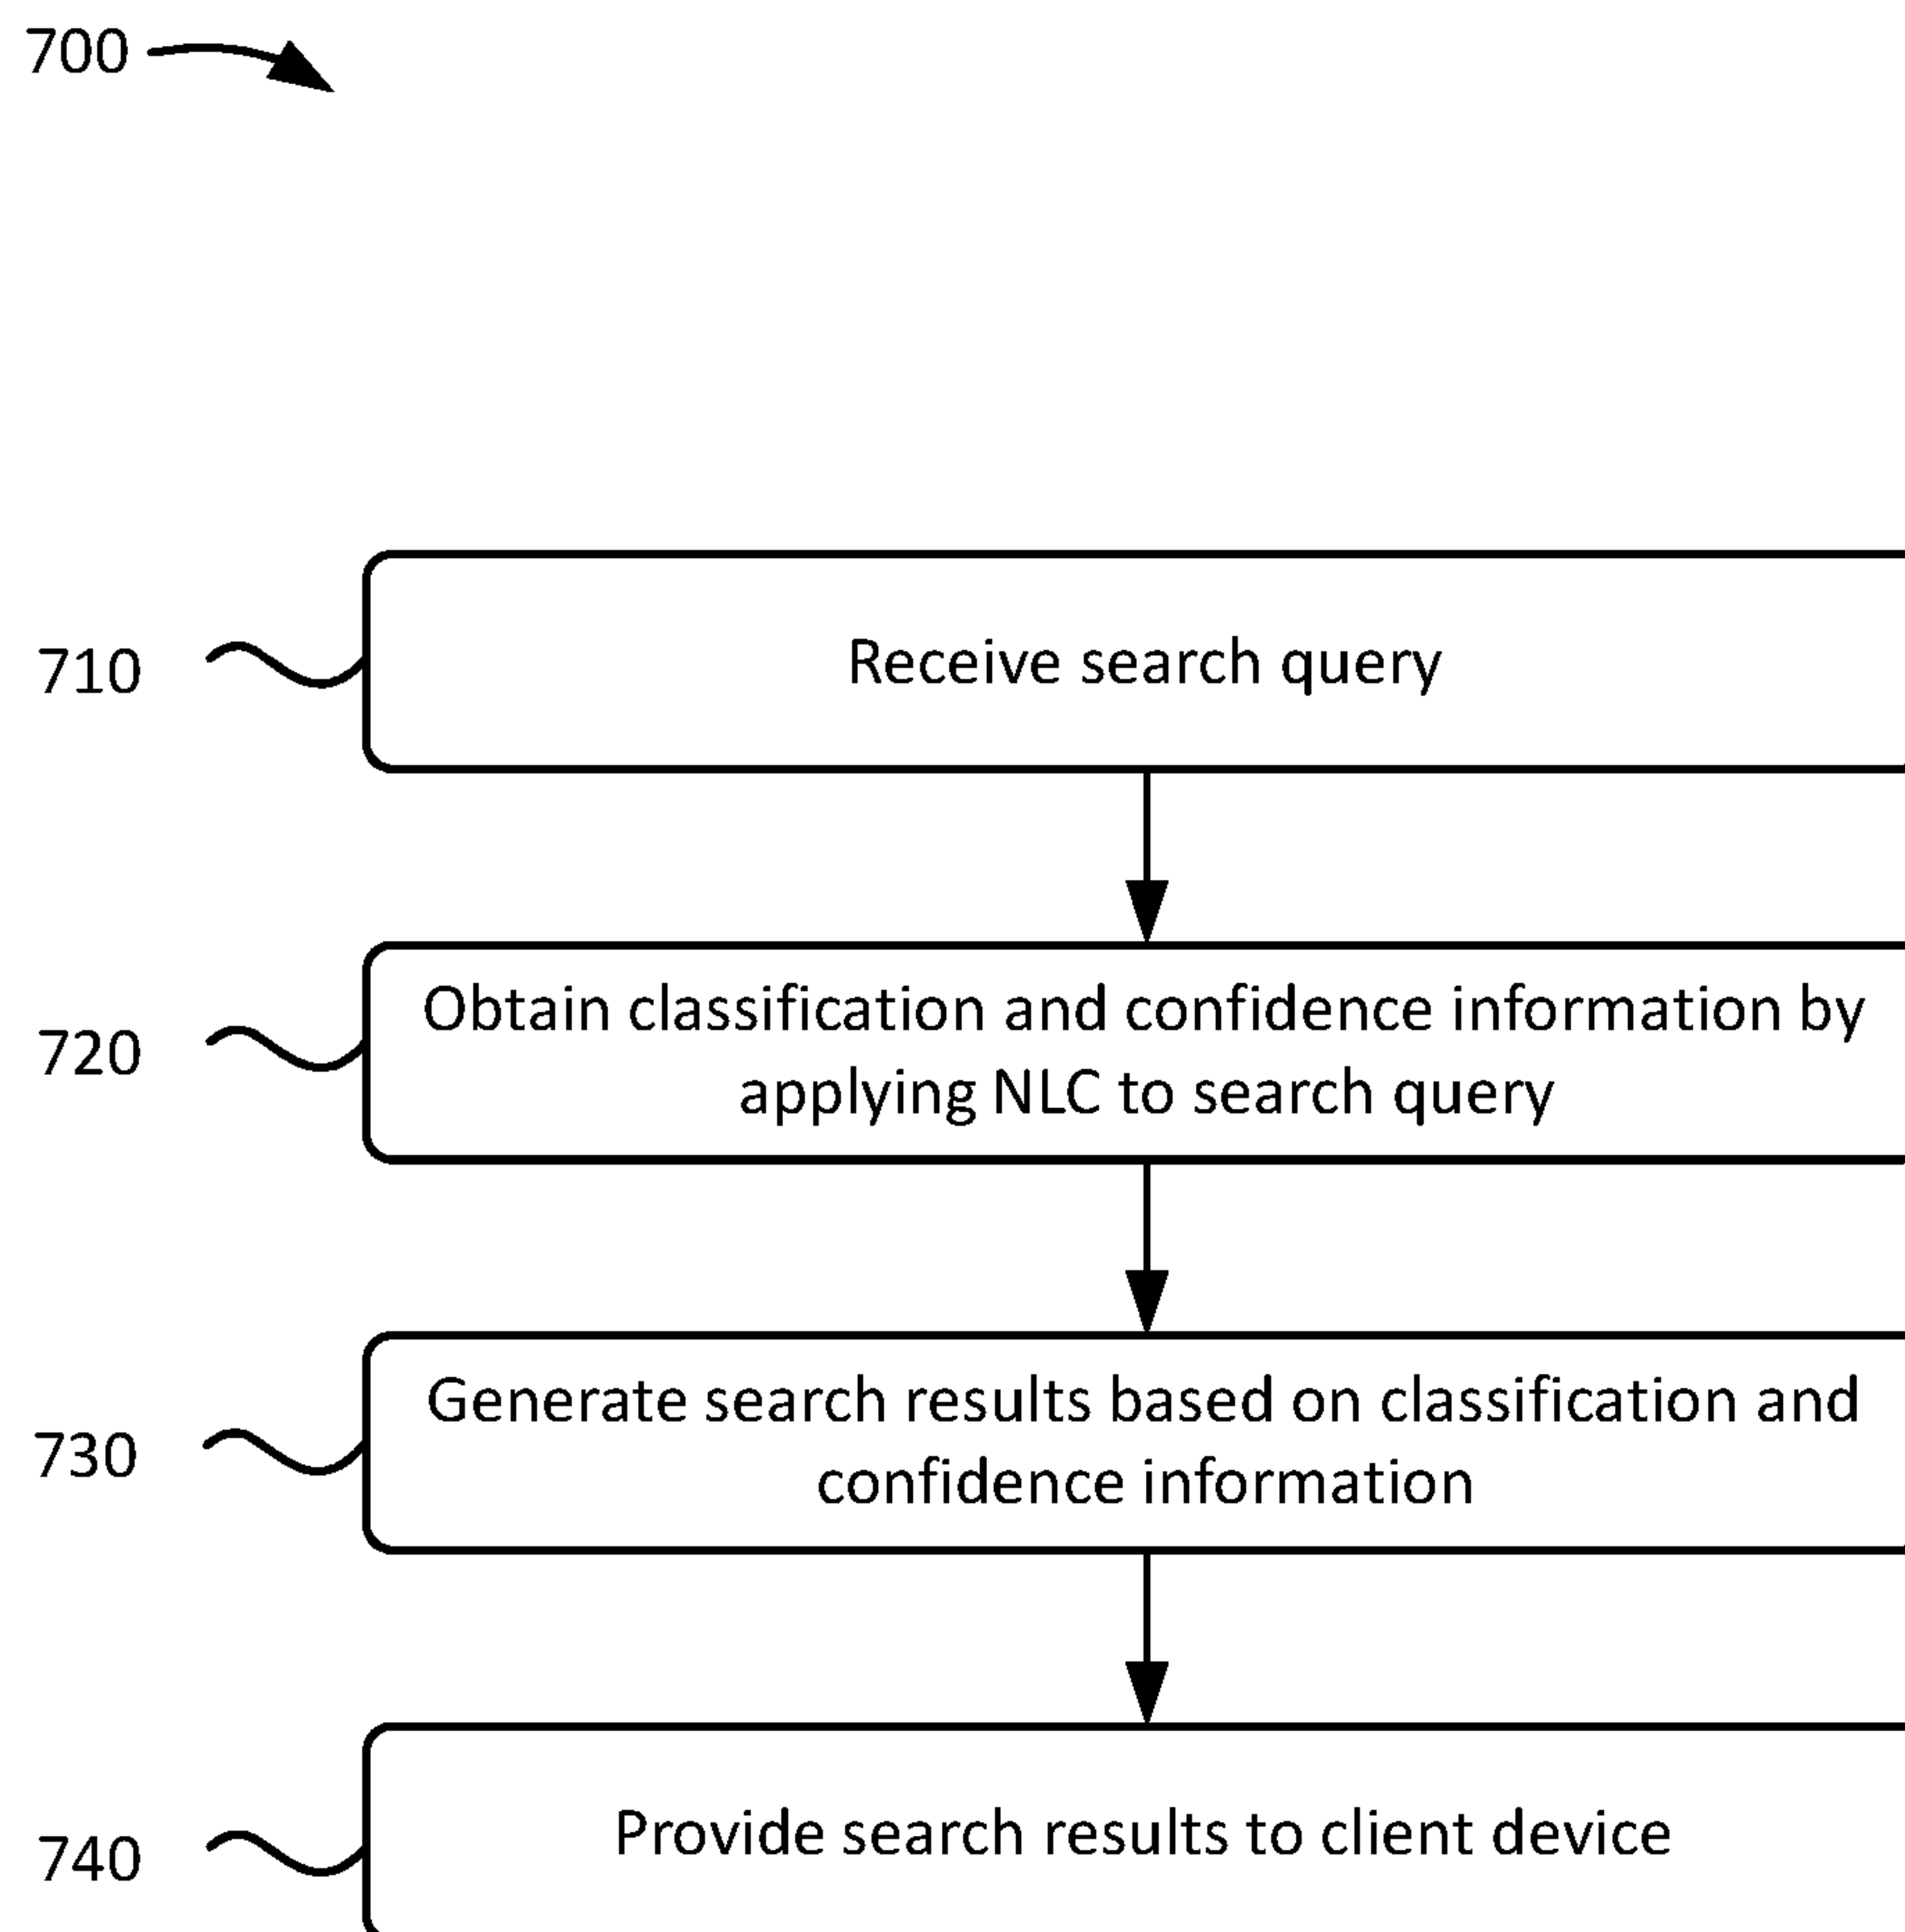 700
710
Receive search query
720
Obtain classification and confidence information by
applying NLC to search query
730
Generate search results based on classification and
confidence information
740
Provide search results to client device